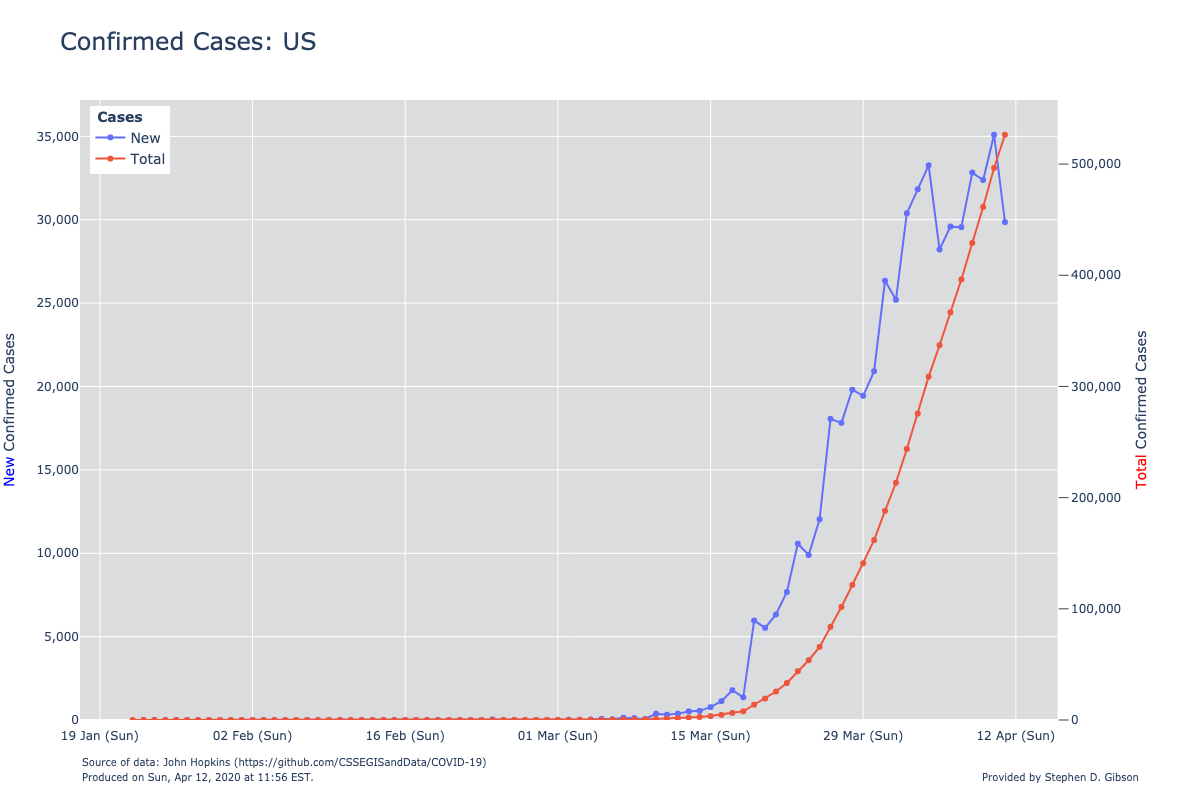 Confirmed Cases: US
Cases
New
Total
35,000
30,000
25,000
20,000
15,000
10,000
5,000
0
500,000
400,000
300,000
200,000
100,000
0
New Confirmed Cases
Total Confirmed Cases
19 Jan (Sun) 02 Feb (Sun) 16 Feb (Sun) 01 Mar (Sun) 15 Mar (Sun) 29 Mar (Sun) 12 Apr (Sun)
Source of data: John Hopkins (https://github.com/CSSEGISandData/COVID-19)
Produced on Sun, Apr 12, 2020 at 11:56 EST.
Provided by Stephen D. Gibson